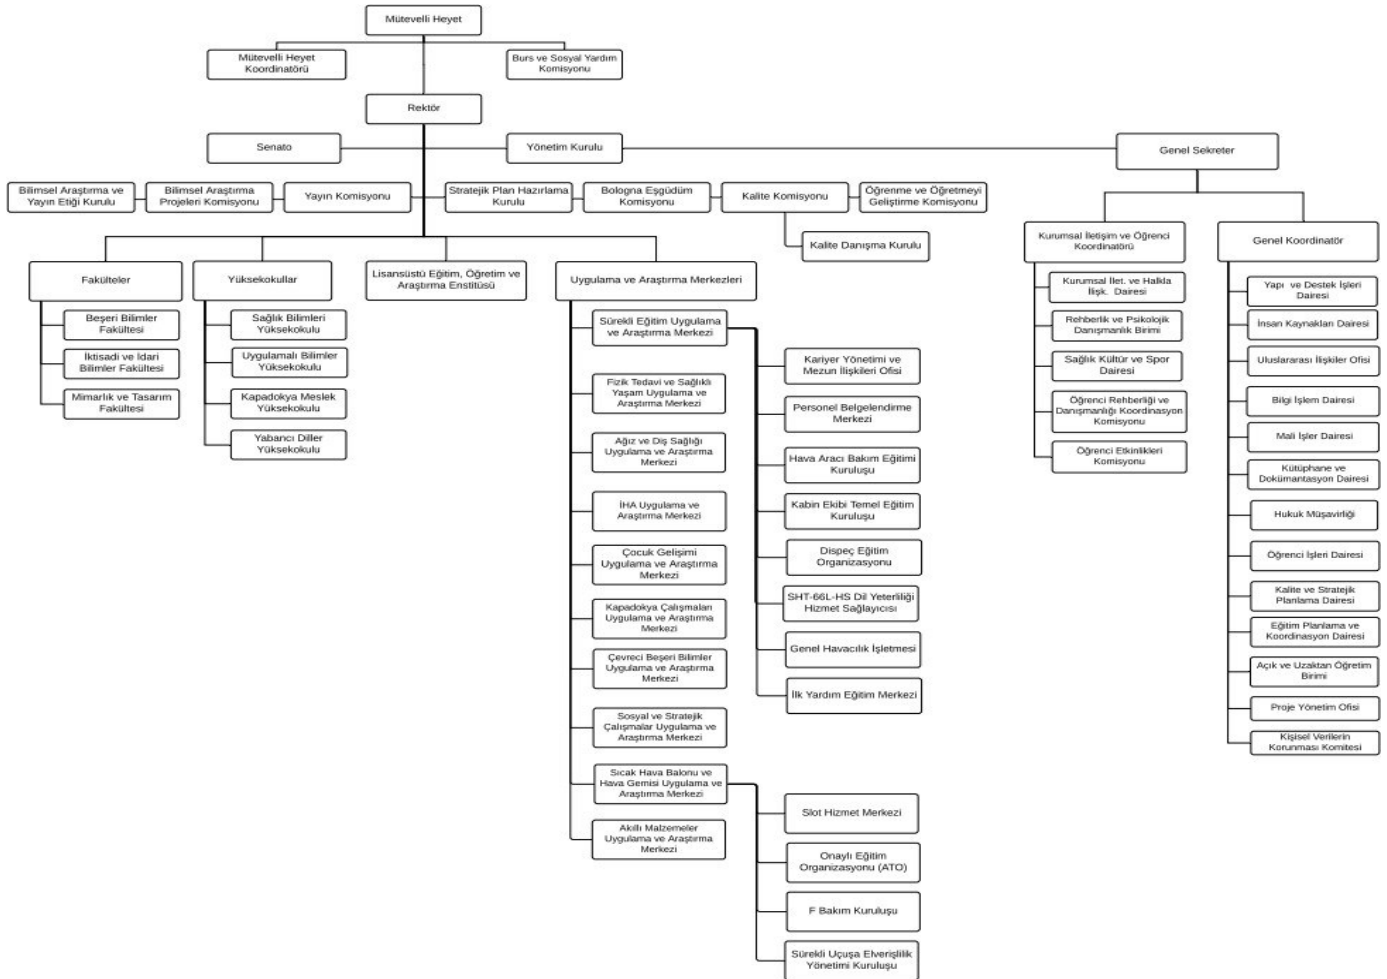 Mütevelli Heyet
Mütevelli Heyet
Koordinatörü
Burs ve Sosyal Yardım
Komisyonu
Rektör
Senato
Yönetim Kurulu
Genel Sekreter
Bilimsel Araştırma ve
Yayın Etiği Kurulu
Bilimsel Araştırma
Projeleri Komisyonu
Yayın Komisyonu
Stratejik Plan Hazırlama
Kurulu
Bologna Eşgüdüm
Komisyonu
Kalite Komisyonu
Öğrenme ve Öğretmeyi
Geliştirme Komisyonu
Kalite Danışma Kurulu
Kurumsal İletişim ve Öğrenci
Koordinatörü
Genel Koordinatör
Fakülteler
Yüksekokullar
Lisansüstü Eğitim, Öğretim ve
Araştırma Enstitüsü
Uygulama ve Araştırma Merkezleri
Beşeri Bilimler
Fakültesi
İktisadi ve İdari
Bilimler Fakültesi
Mimarlık ve Tasarım
Fakültesi
Sağlık Bilimleri
Yüksekokulu
Uygulamalı Bilimler
Yüksekokulu
Kapadokya Meslek
Yüksekokulu
Yabancı Diller
Yüksekokulu
Sürekli Eğitim Uygulama
ve Araştırma Merkezi
Fizik Tedavi ve Sağlıklı
Yaşam Uygulama ve
Araştırma Merkezi
Ağız ve Diş Sağlığı
Uygulama ve Araştırma
Merkezi
İHA Uygulama ve
Araştırma Merkezi
Çocuk Gelişimi
Uygulama ve Araştırma
Merkezi
Kapadokya Çalışmaları
Uygulama ve Araştırma
Merkezi
Çevreci Beşeri Bilimler
Uygulama ve Araştırma
Merkezi
Sosyal ve Stratejik
Çalışmalar Uygulama ve
Araştırma Merkezi
Sıcak Hava Balonu ve
Hava Gemisi Uygulama ve
Araştırma Merkezi
Akıllı Malzemeler
Uygulama ve Araştırma
Merkezi
Kariyer Yönetimi ve
Mezun İlişkileri Ofisi
Personel Belgelendirme
Merkezi
Hava Aracı Bakım Eğitimi
Kuruluşu
Kabin Ekibi Temel Eğitim
Kuruluşu
Dispeç Eğitim
Organizasyonu
SHT-66L-HS Dil Yeterliliği
Hizmet Sağlayıcısı
Genel Havacılık İşletmesi
İlk Yardım Eğitim Merkezi
Slot Hizmet Merkezi
Onaylı Eğitim
Organizasyonu (ATO)
F Bakım Kuruluşu
Sürekli Uçuşa Elverişlilik
Yönetimi Kuruluşu
Kurumsal İlet. ve Halkla
İlişk. Dairesi
Rehberlik ve Psikolojik
Danışmanlık Birimi
Sağlık Kültür ve Spor
Dairesi
Öğrenci Rehberliği ve
Danışmanlığı Koordinasyon
Komisyonu
Öğrenci Etkinlikleri
Komisyonu
Yapı ve Destek İşleri
Dairesi
İnsan Kaynakları Dairesi
Uluslararası İlişkiler Ofisi
Bilgi İşlem Dairesi
Mali İşler Dairesi
Kütüphane ve
Dokümantasyon Dairesi
Hukuk Müşavirliği
Öğrenci İşleri Dairesi
Kalite ve Stratejik
Planlama Dairesi
Eğitim Planlama ve
Koordinasyon Dairesi
Açık ve Uzaktan Öğretim
Birimi
Proje Yönetim Ofisi
Kişisel Verilerin
Korunması Komitesi